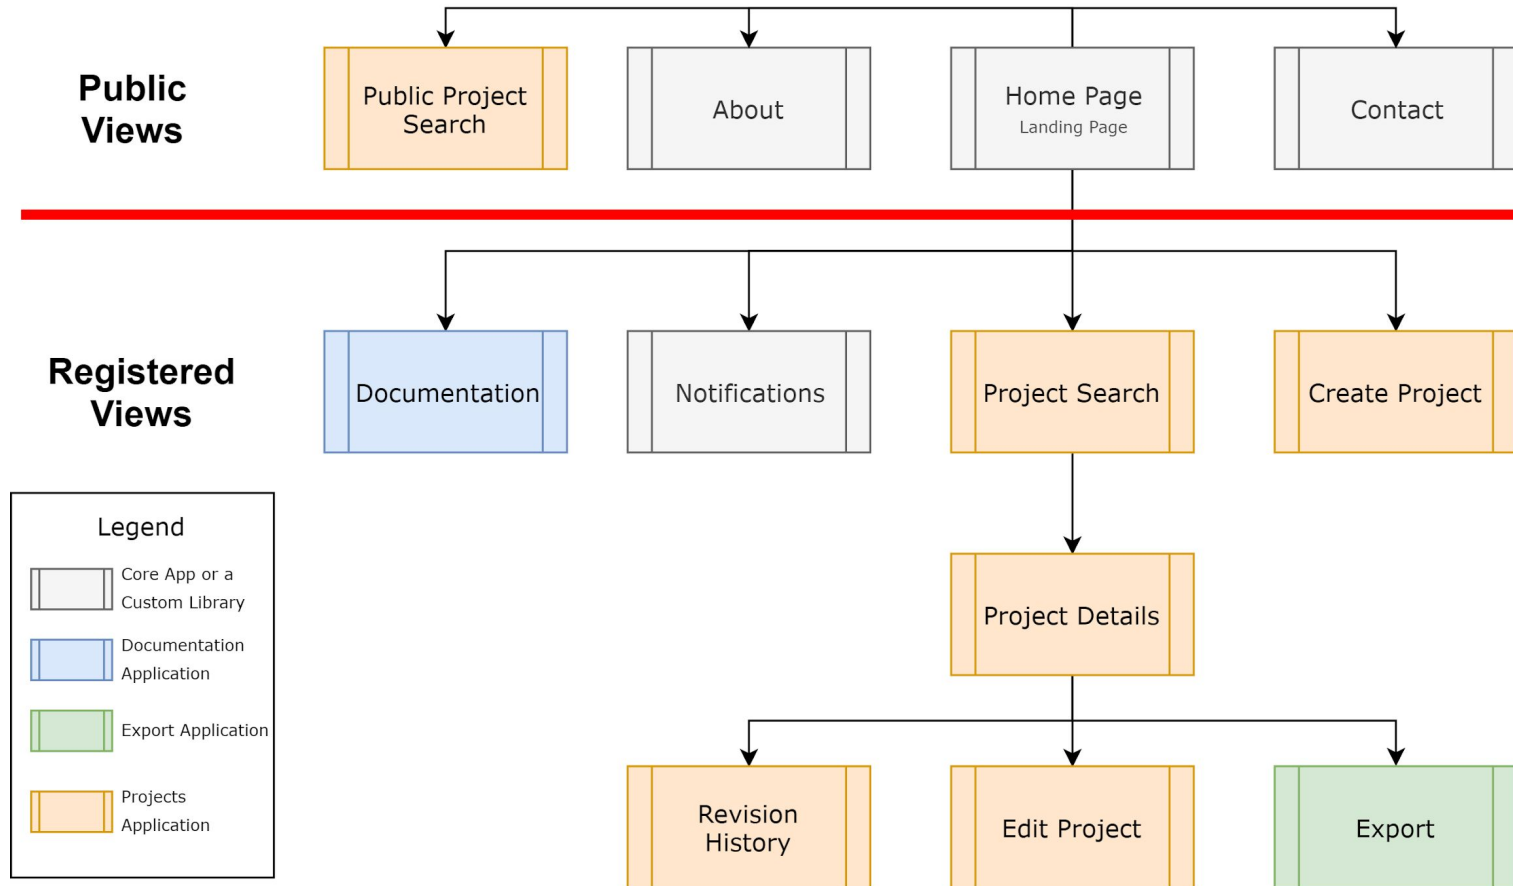 Public
Views
Public Project
Search
About
Home Page
Landing Page
Contact
Registered
Views
Documentation
Notifications
Project Search
Create Project
Legend
Core App or a
Custom Library
Documentation
Application
Export Application
Projects
Application
Project Details
Revision
History
Edit Project
Export